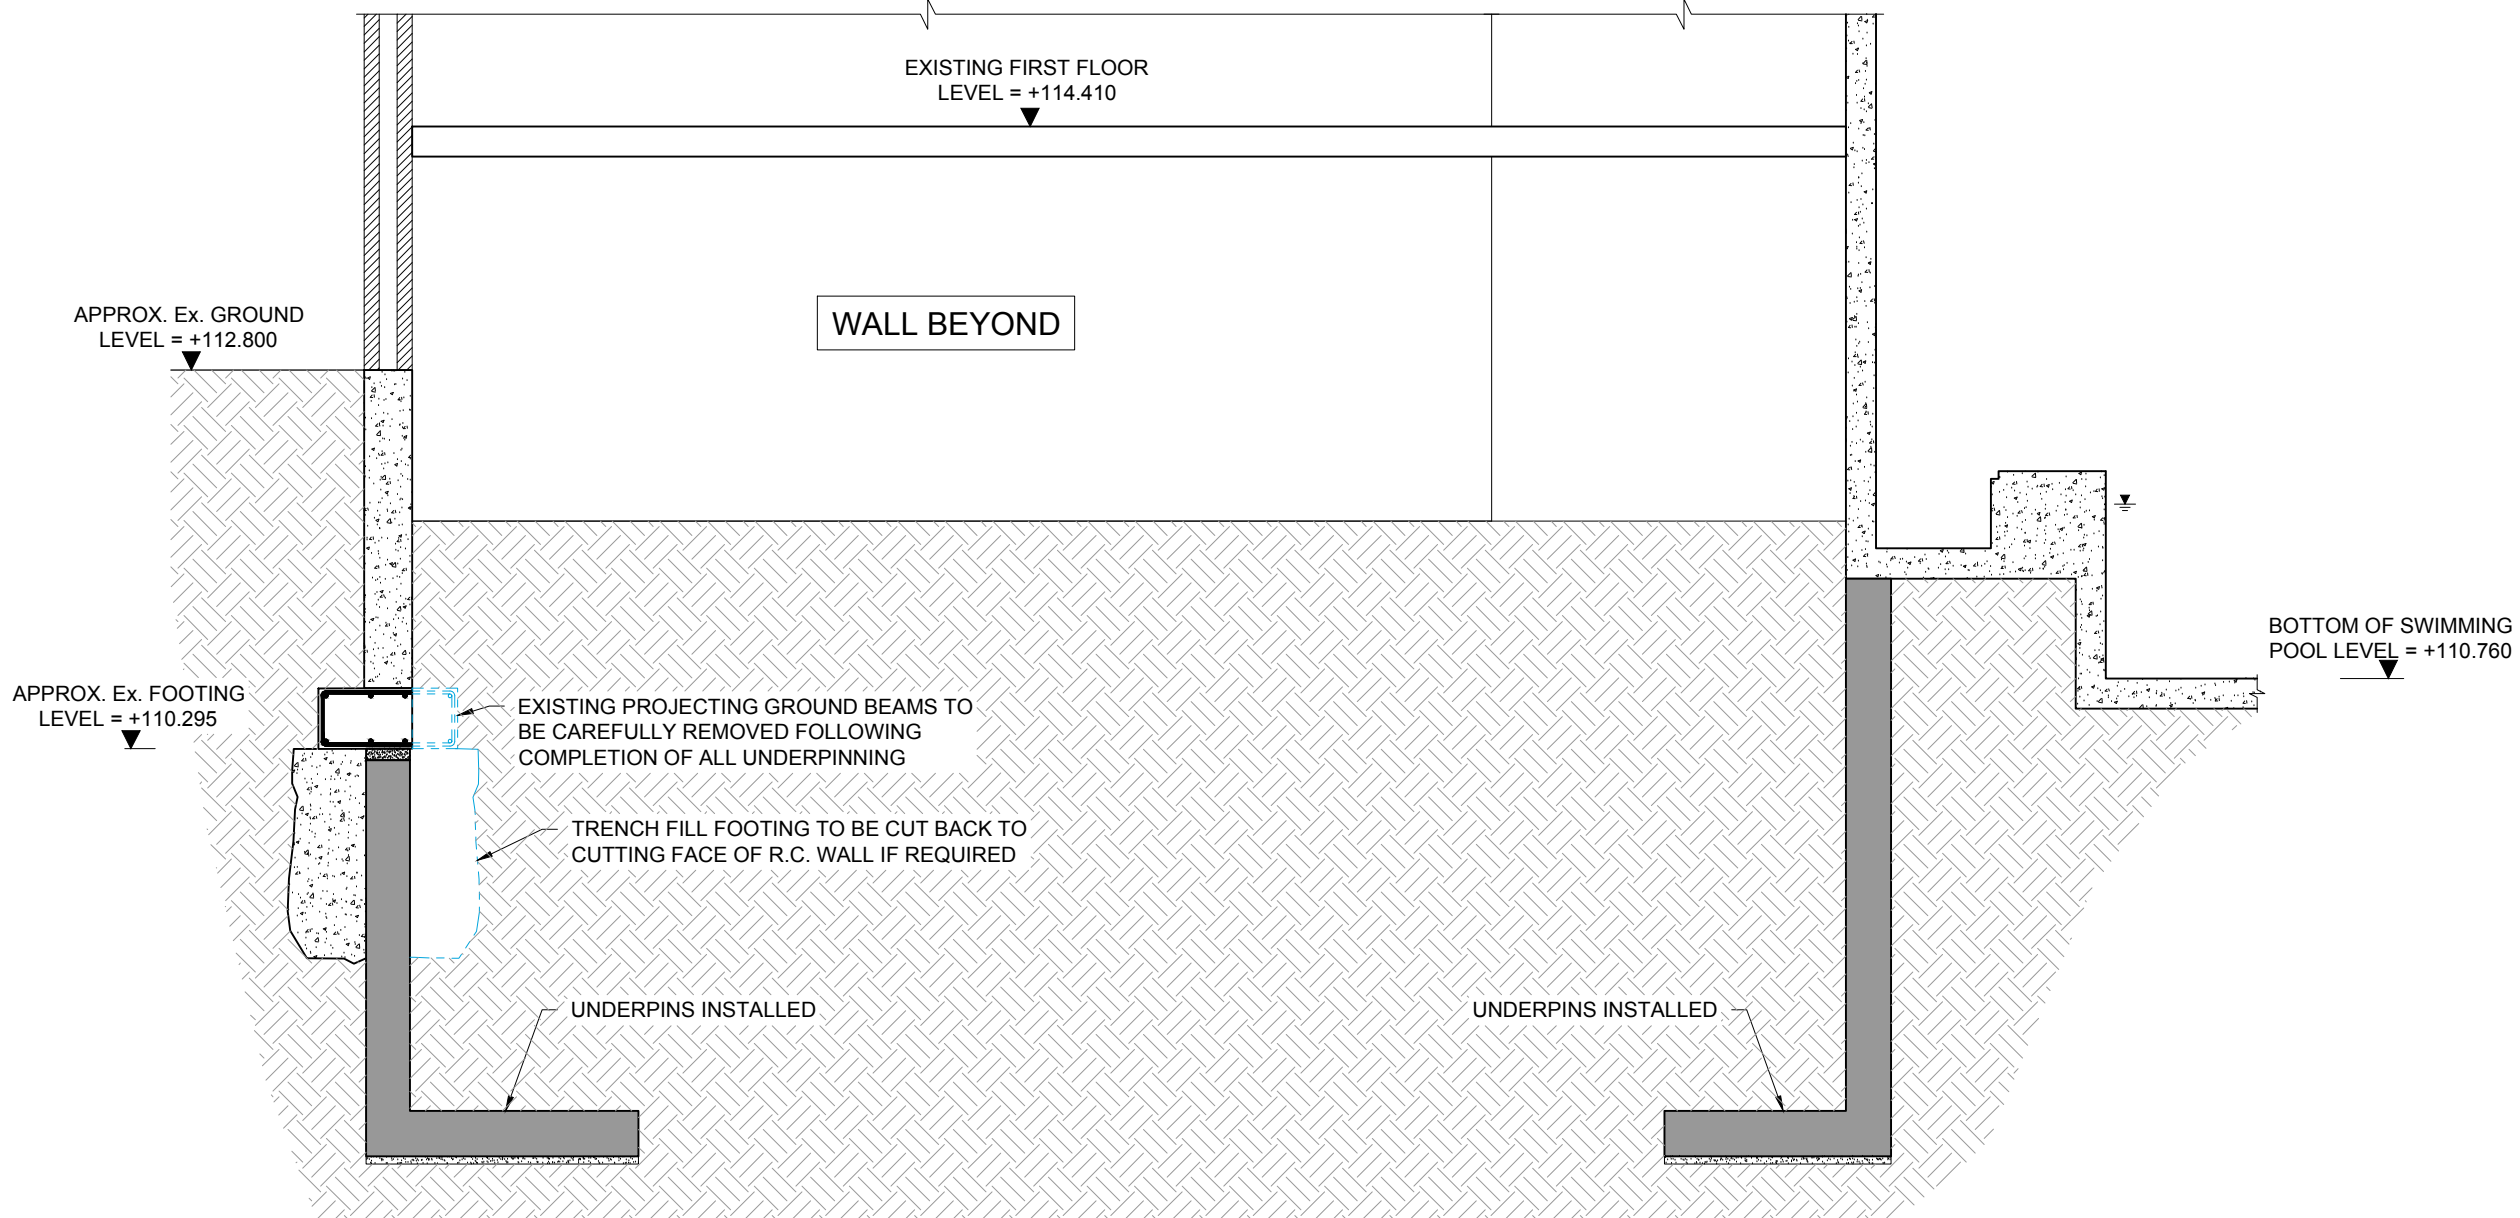 EXISTING FIRST FLOOR
LEVEL = +114.410
WALL BEYOND
APPROX. Ex. GROUND
LEVEL = +112.800
BOTTOM OF SWIMMING
POOL LEVEL = +110.760
APPROX. Ex. FOOTING
LEVEL = +110.295
EXISTING PROJECTING GROUND BEAMS TO
BE CAREFULLY REMOVED FOLLOWING
COMPLETION OF ALL UNDERPINNING
TRENCH FILL FOOTING TO BE CUT BACK TO
CUTTING FACE OF R.C. WALL IF REQUIRED
UNDERPINS INSTALLED
UNDERPINS INSTALLED